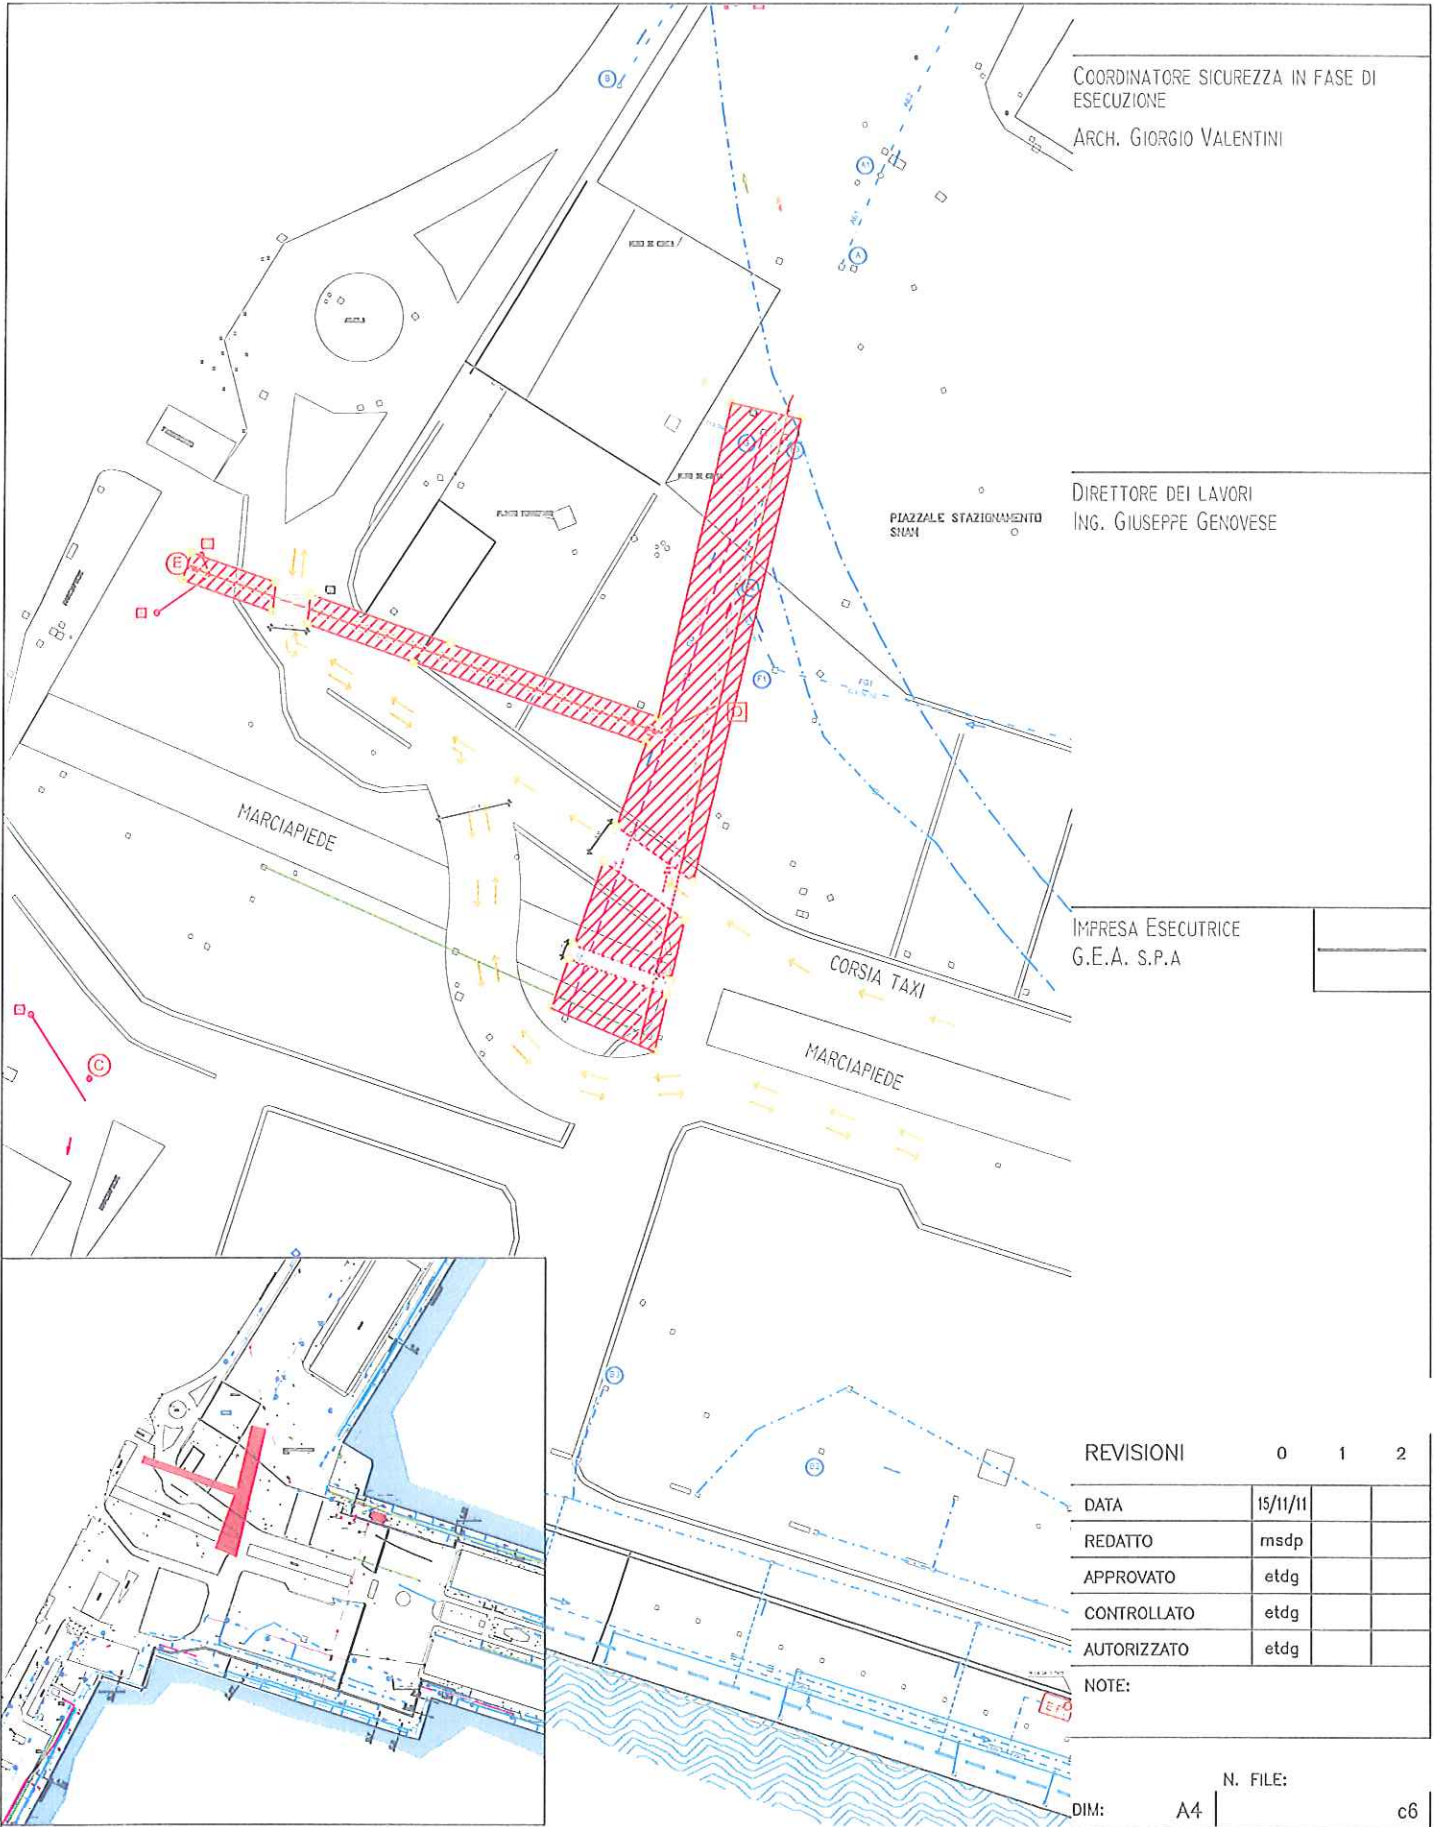 COORDINATORE SICUREZZA IN FASE DI
ESECUZIONE
ARCH. GIORGIO VALENTINI
B
A1
A
DIRETTORE DEI LAVORI
ING. GIUSEPPE GENOVESE
PIAZZALE STAZIONAMENTO
SNAM
E
F1
D
MARCIAPIEDE
IMPRESA ESECUTRICE
G.E.A. S.P.A
CORSIA TAXI
MARCIAPIEDE
C
REVISIONI 0 1 2
DATA 15/11/11
REDATTO msdp
APPROVATO etdg
CONTROLLATO etdg
AUTORIZZATO etdg
NOTE:
N. FILE:
DIM: A4 c6